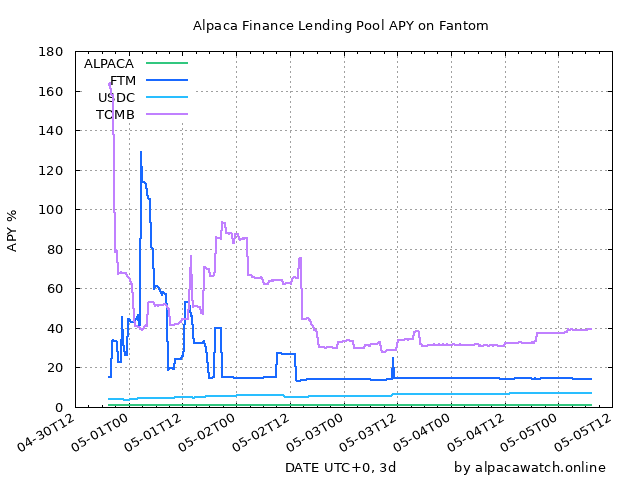 Alpaca Finance Lending Pool APY on Fantom
180
160
140
120
100
80
60
40
20
0
APY %
ALPACA
FTM
USDC
TOMB
04-30T12
05-01T00
05-01T12
05-02T00
05-02T12
05-03T00
05-03T12
05-04T00
05-04T12
05-05T00
05-05T12
DATE UTC+0, 3d
by alpacawatch.online